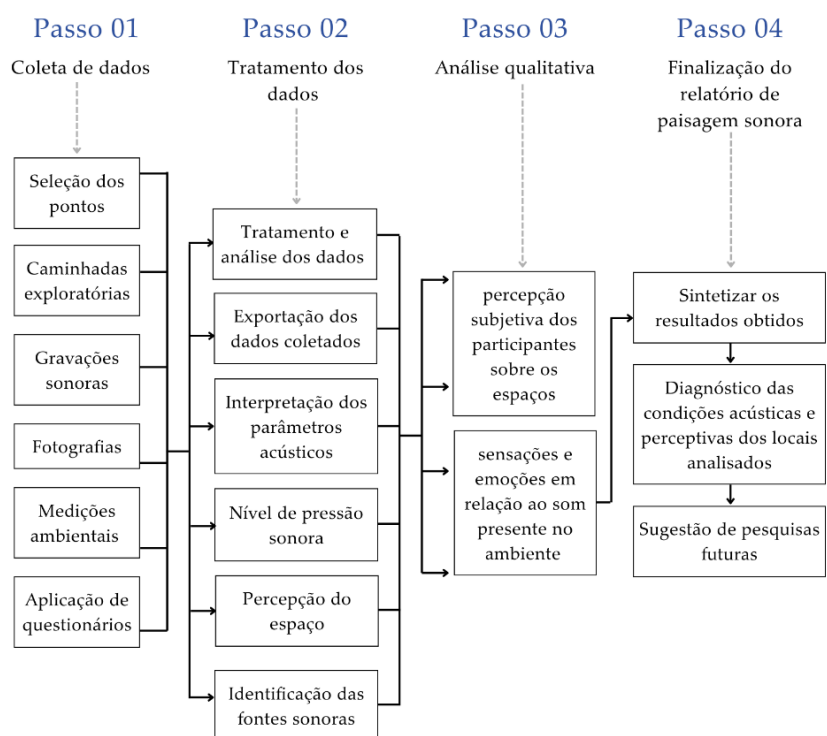 Passo 01
Coleta de dados
Seleção dos
pontos
Caminhadas
exploratórias
Gravações
sonoras
Fotografias
Medições
ambientais
Aplicação de
questionários
Passo 02
Tratamento dos
dados
Tratamento e
análise dos dados
Exportação dos
dados coletados
Interpretação dos
parâmetros
acústicos
Nível de pressão
sonora
Percepção do
espaço
Identificação das
fontes sonoras
Passo 03
Análise qualitativa
percepção
subjetiva dos
participantes
sobre os
espaços
sensações e
emoções em
relação ao som
presente no
ambiente
Passo 04
Finalização do
relatório de
paisagem sonora
Sintetizar os
resultados obtidos
Diagnóstico das
condições acústicas e
perceptivas dos locais
analisados
Sugestão de pesquisas
futuras